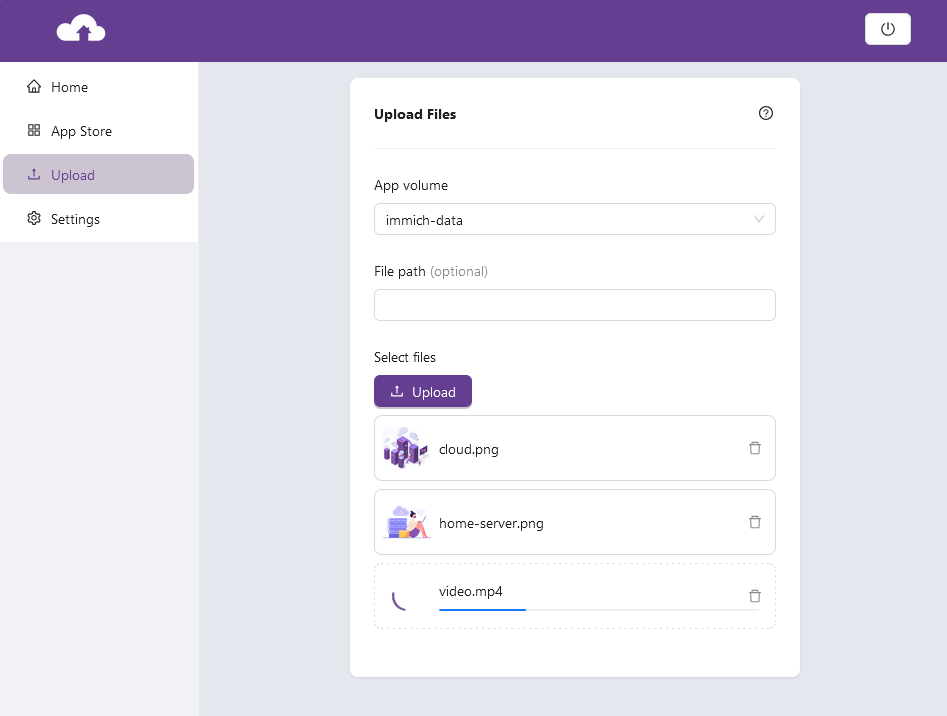 Home
App Store
Upload
Settings
Upload Files
App volume
immich-data
File path (optional)
Select files
Upload
cloud.png
home-server.png
video.mp4